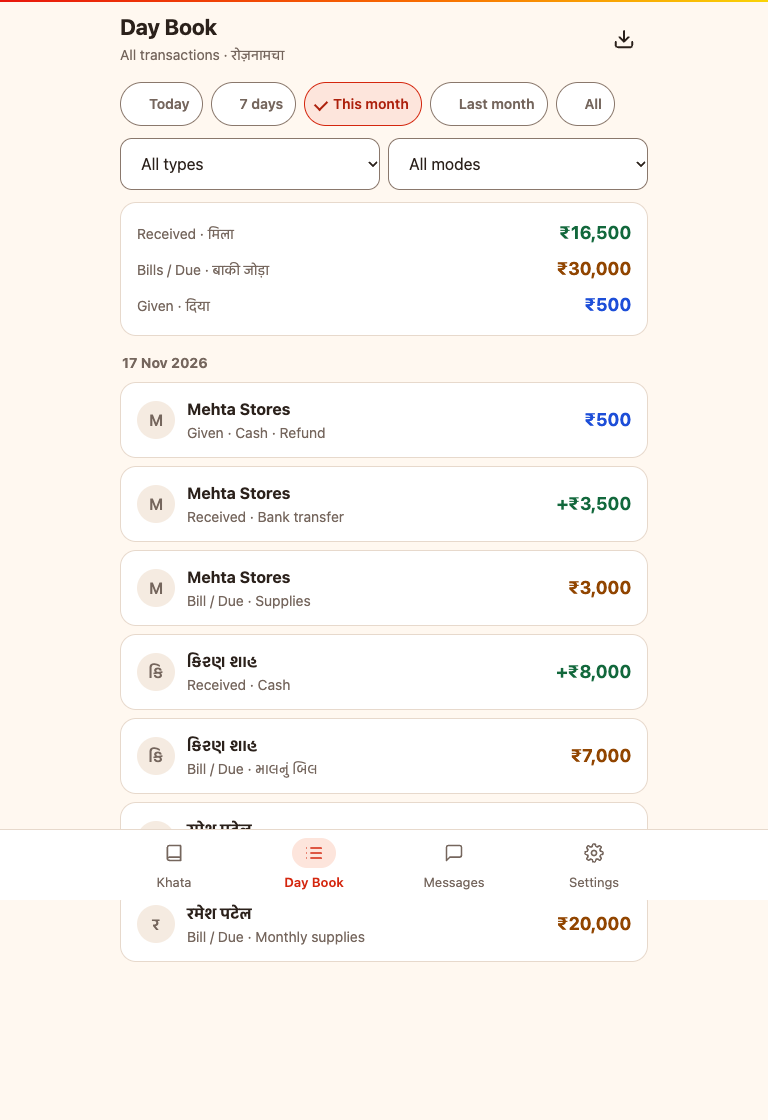 Day Book
All transactions · रोज़नामचा
Today
7 days
This month
Last month
All
All types
All modes
Received · मिला
₹16,500
Bills / Due · बाकी जोड़ा
₹30,000
Given · दिया
₹500
17 Nov 2026
M
Mehta Stores
₹500
Given · Cash · Refund
M
Mehta Stores
+₹3,500
Received · Bank transfer
M
Mehta Stores
₹3,000
Bill / Due · Supplies
કિ
કિરણ શાહ
+₹8,000
Received · Cash
કિ
કિરણ શાહ
₹7,000
Bill / Due · માલનું બિલ
Khata
Day Book
Messages
Settings
र
रमेश पटेल
₹20,000
Bill / Due · Monthly supplies